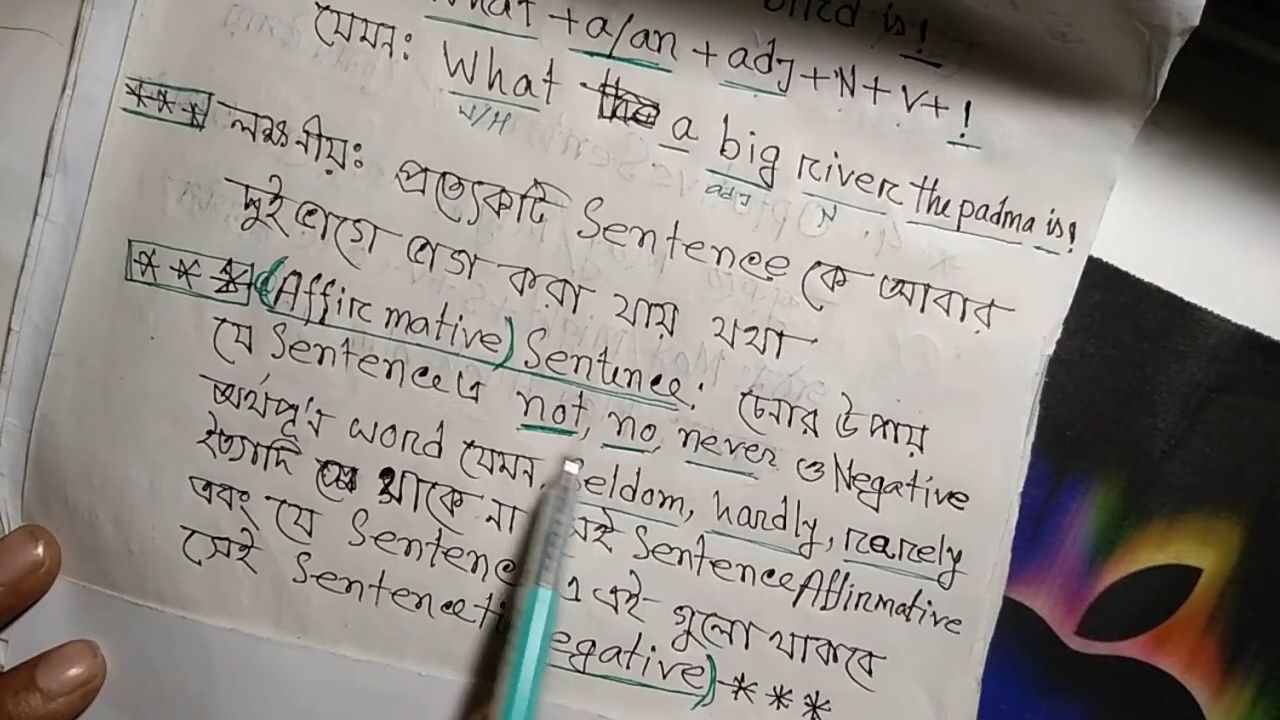 is!
What + a/an + adj + N + V + !
যেমন: What a big river the padma is!
W/H adj N
*** লক্ষণীয়: প্রত্যেকটি Sentence কে আবার
দুই ভাগে ভাগ করা যায় যথা
*** (Affirmative) Sentence: চেনার উপায়
যে Sentence এ not, no, never ও Negative
অর্থপূর্ন word যেমন, Seldom, hardly, rarely
ইত্যাদি থাকে না সেই Sentence Affirmative
এবং যে Sentence এ এই গুলো থাকবে
সেই Sentence Negative) ***